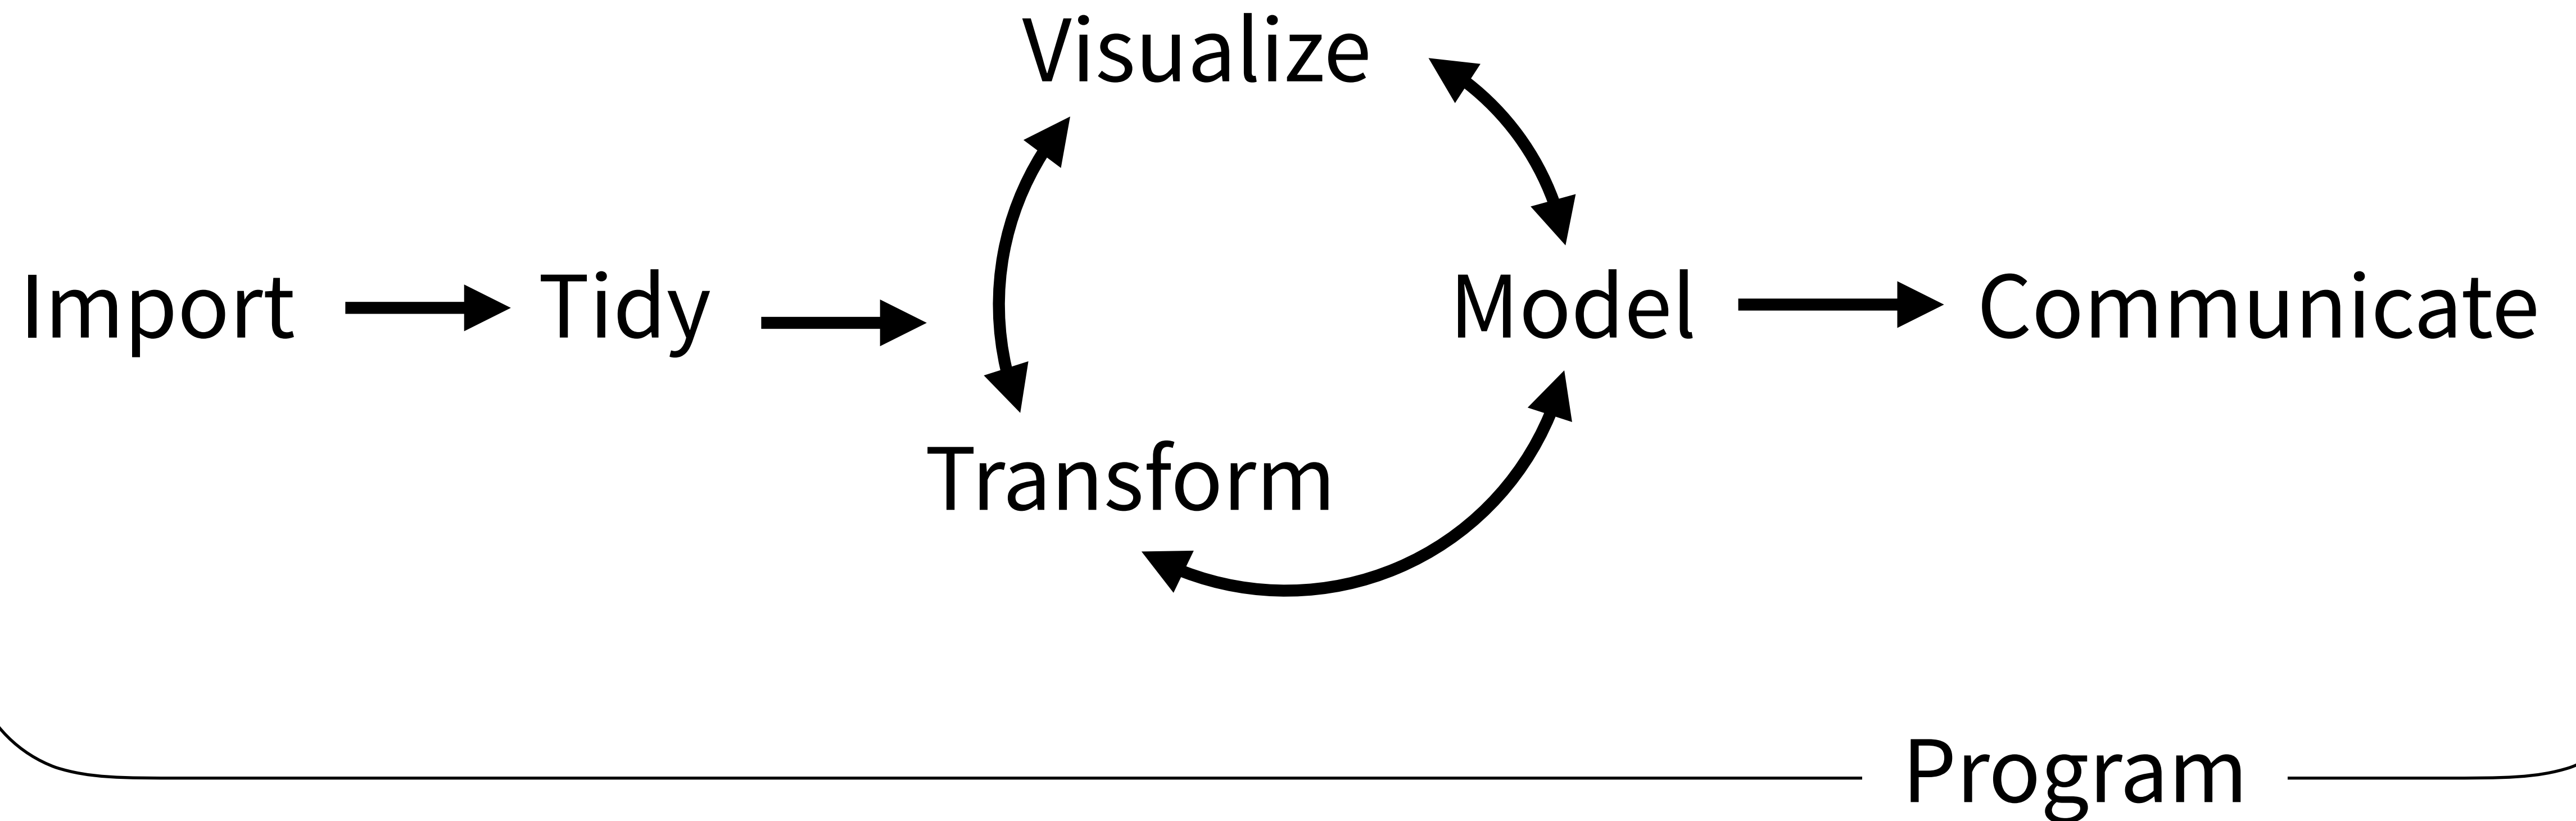 Visualize
Import
Tidy
Model
Communicate
Transform
Program